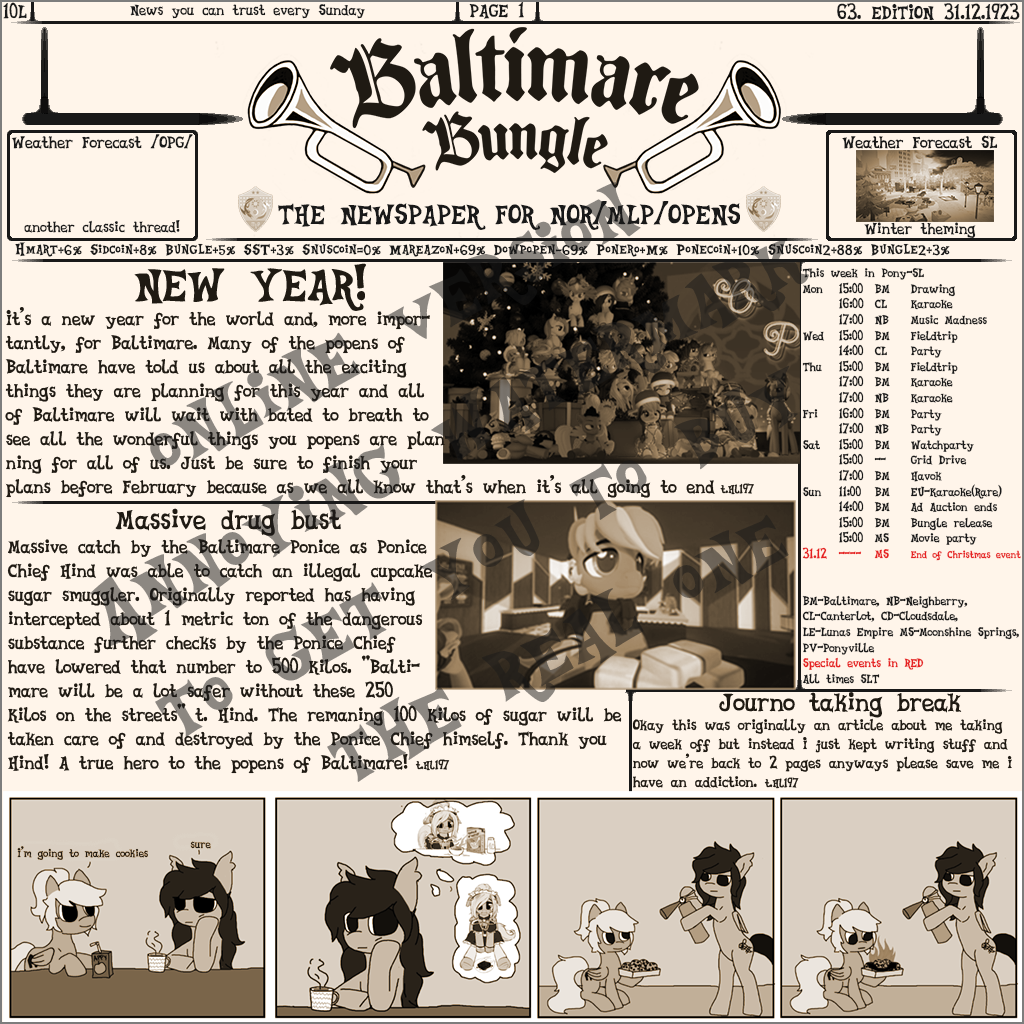 10L
News you can trust every Sunday
PAGE 1
63. EDITION 31.12.1923
Baltimare
Bungle
THE NEWSPAPER FOR NOR/MLP/OPENS
Weather Forecast /OPG/
another classic thread!
Weather Forecast SL
Winter theming
HMART+6% SIDCOIN+8% BUNGLE+5% SST+3% SNUSCOIN=0% MAREAZON+69% DOWPOPEN-69% PONERO+M% PONECOIN+10% SNUSCOIN2+88% BUNGLE2+3%
NEW YEAR!
it's a new year for the world and, more impor-
tantly, for Baltimare. Many of the popens of
Baltimare have told us about all the exciting
things they are planning for this year and all
of Baltimare will wait with bated to breath to
see all the wonderful things you popens are plan
ning for all of us. Just be sure to finish your
plans before February because as we all know that's when it's all going to end t.HL197
This week in Pony-SL
Mon 15:00 BM Drawing
16:00 CL Karaoke
17:00 NB Music Madness
Wed 15:00 BM Fieldtrip
14:00 CL Party
Thu 15:00 BM Fieldtrip
17:00 BM Karaoke
17:00 NB Karaoke
Fri 16:00 BM Party
17:00 NB Party
Sat 15:00 BM Watchparty
15:00 --- Grid Drive
17:00 BM Havok
Sun 11:00 BM EV-Karaoke(Rare)
14:00 BM Ad Auction ends
15:00 BM Bungle release
15:00 MS Movie party
31.12 ----- MS End of Christmas event
BM-Baltimare, NB-Neighberry,
CL-Canterlot, CD-Cloudsdale,
LE-Lunas Empire MS-Moonshine Springs,
PV-Ponyville
Special events in RED
All times SLT
Massive drug bust
Massive catch by the Baltimare Ponice as Ponice
Chief Hind was able to catch an illegal cupcake
sugar smuggler. Originally reported has having
intercepted about 1 metric ton of the dangerous
substance further checks by the Ponice Chief
have lowered that number to 500 Kilos. "Balti-
mare will be a lot safer without these 250
Kilos on the streets" t. Hind. The remaning 100 Kilos of sugar will be
taken care of and destroyed by the Ponice Chief himself. Thank you
Hind! A true hero to the popens of Baltimare! t.HL197
Journo taking break
Okay this was originally an article about me taking
a week off but instead i just kept writing stuff and
now we're back to 2 pages anyways please save me i
have an addiction. t.HL197
ONLINE VERSION
ANNOYING WATERMARK
TO GET YOU TO BUY
THE REAL ONE
i'm going to make cookies
sure